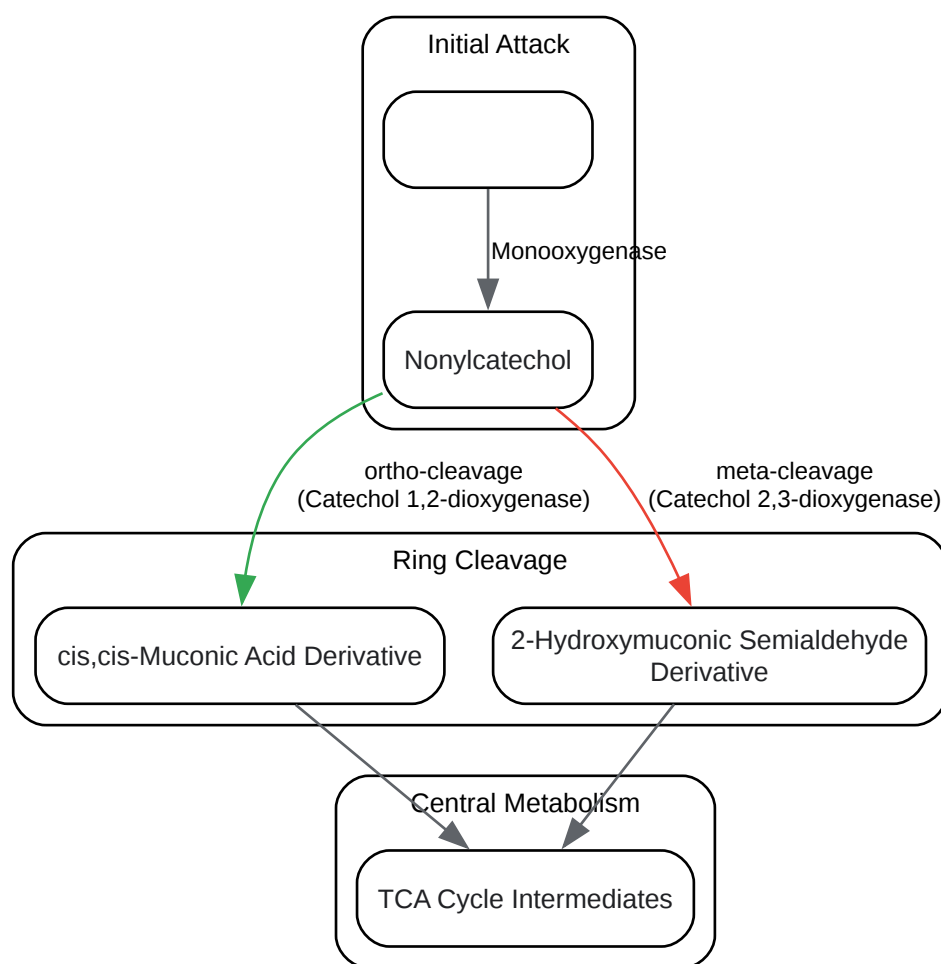 Initial Attack
Monooxygenase
Nonylcatechol
ortho-cleavage
(Catechol 1,2-dioxygenase)
meta-cleavage
(Catechol 2,3-dioxygenase)
Ring Cleavage
cis,cis-Muconic Acid Derivative
2-Hydroxymuconic Semialdehyde
Derivative
Central Metabolism
TCA Cycle Intermediates